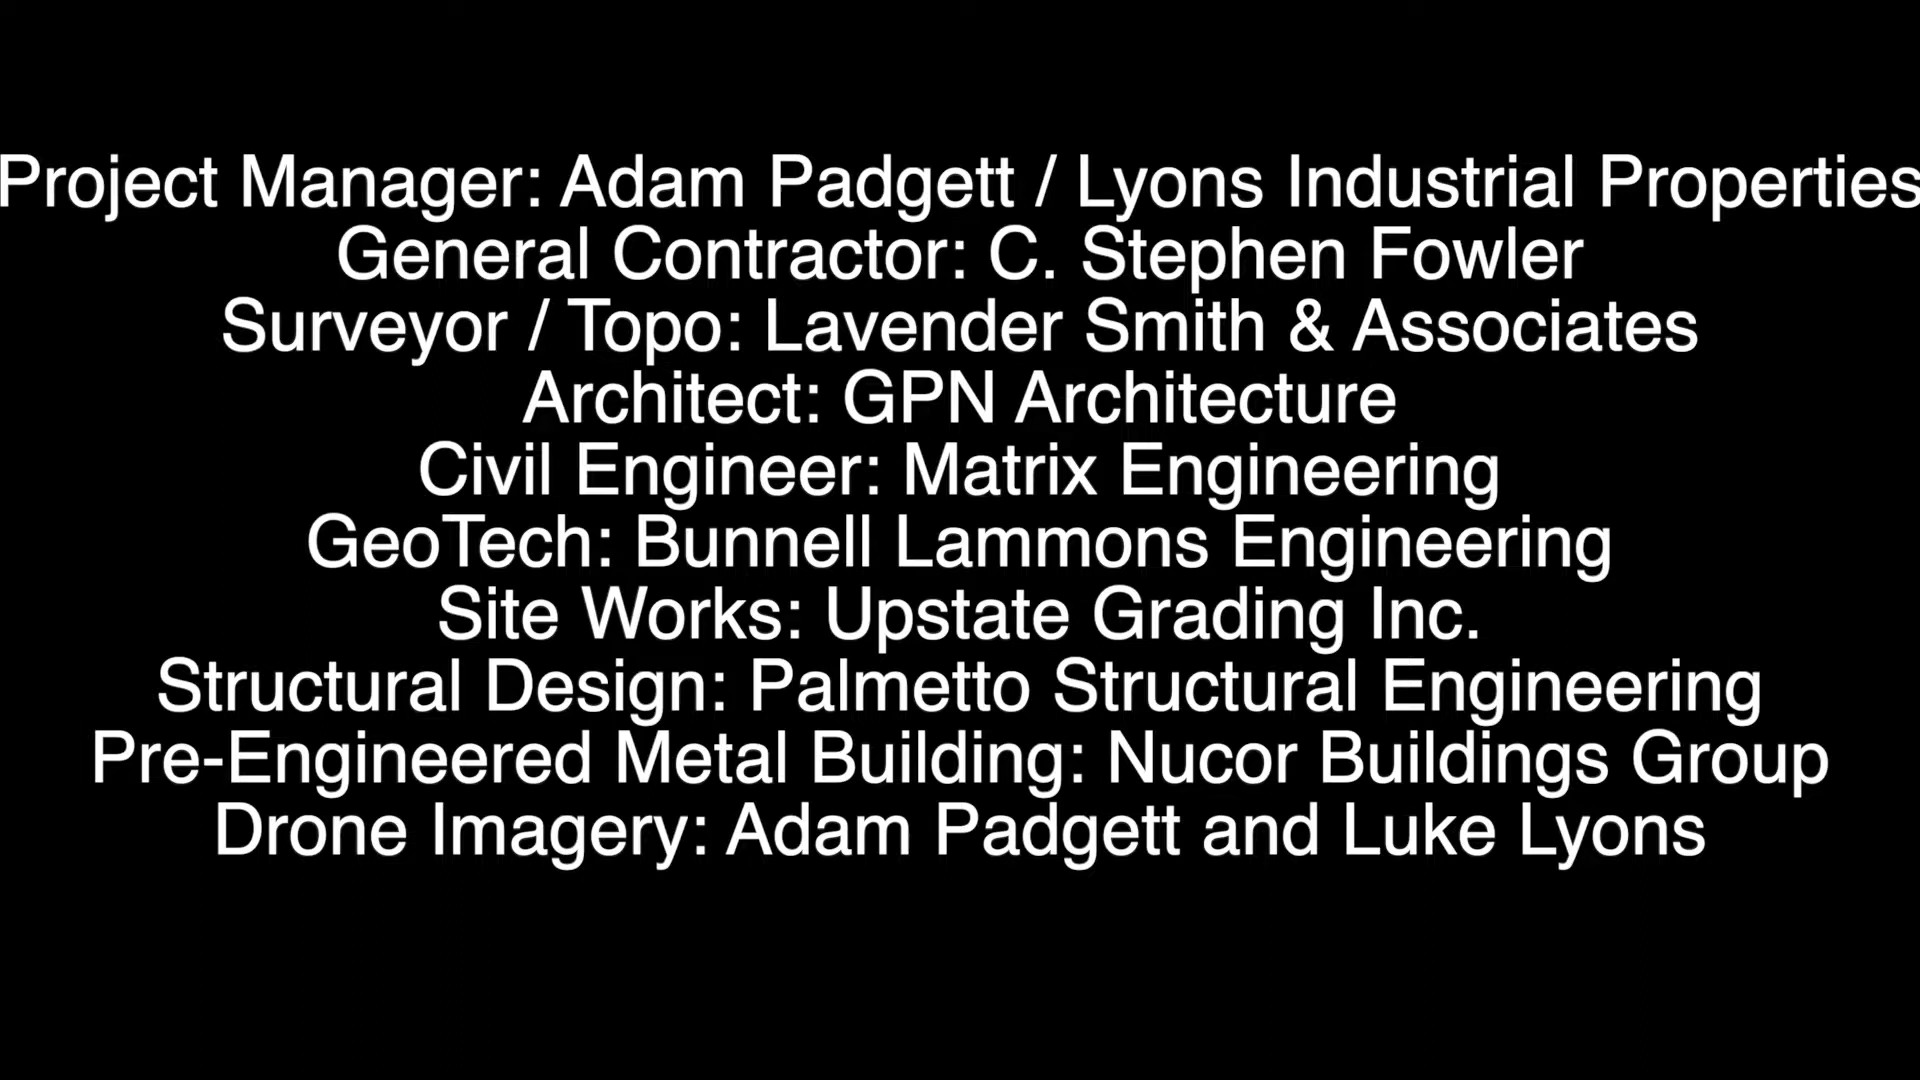 Project Manager: Adam Padgett / Lyons Industrial Properties
General Contractor: C. Stephen Fowler
Surveyor / Topo: Lavender Smith & Associates
Architect: GPN Architecture
Civil Engineer: Matrix Engineering
GeoTech: Bunnell Lammons Engineering
Site Works: Upstate Grading Inc.
Structural Design: Palmetto Structural Engineering
Pre-Engineered Metal Building: Nucor Buildings Group
Drone Imagery: Adam Padgett and Luke Lyons